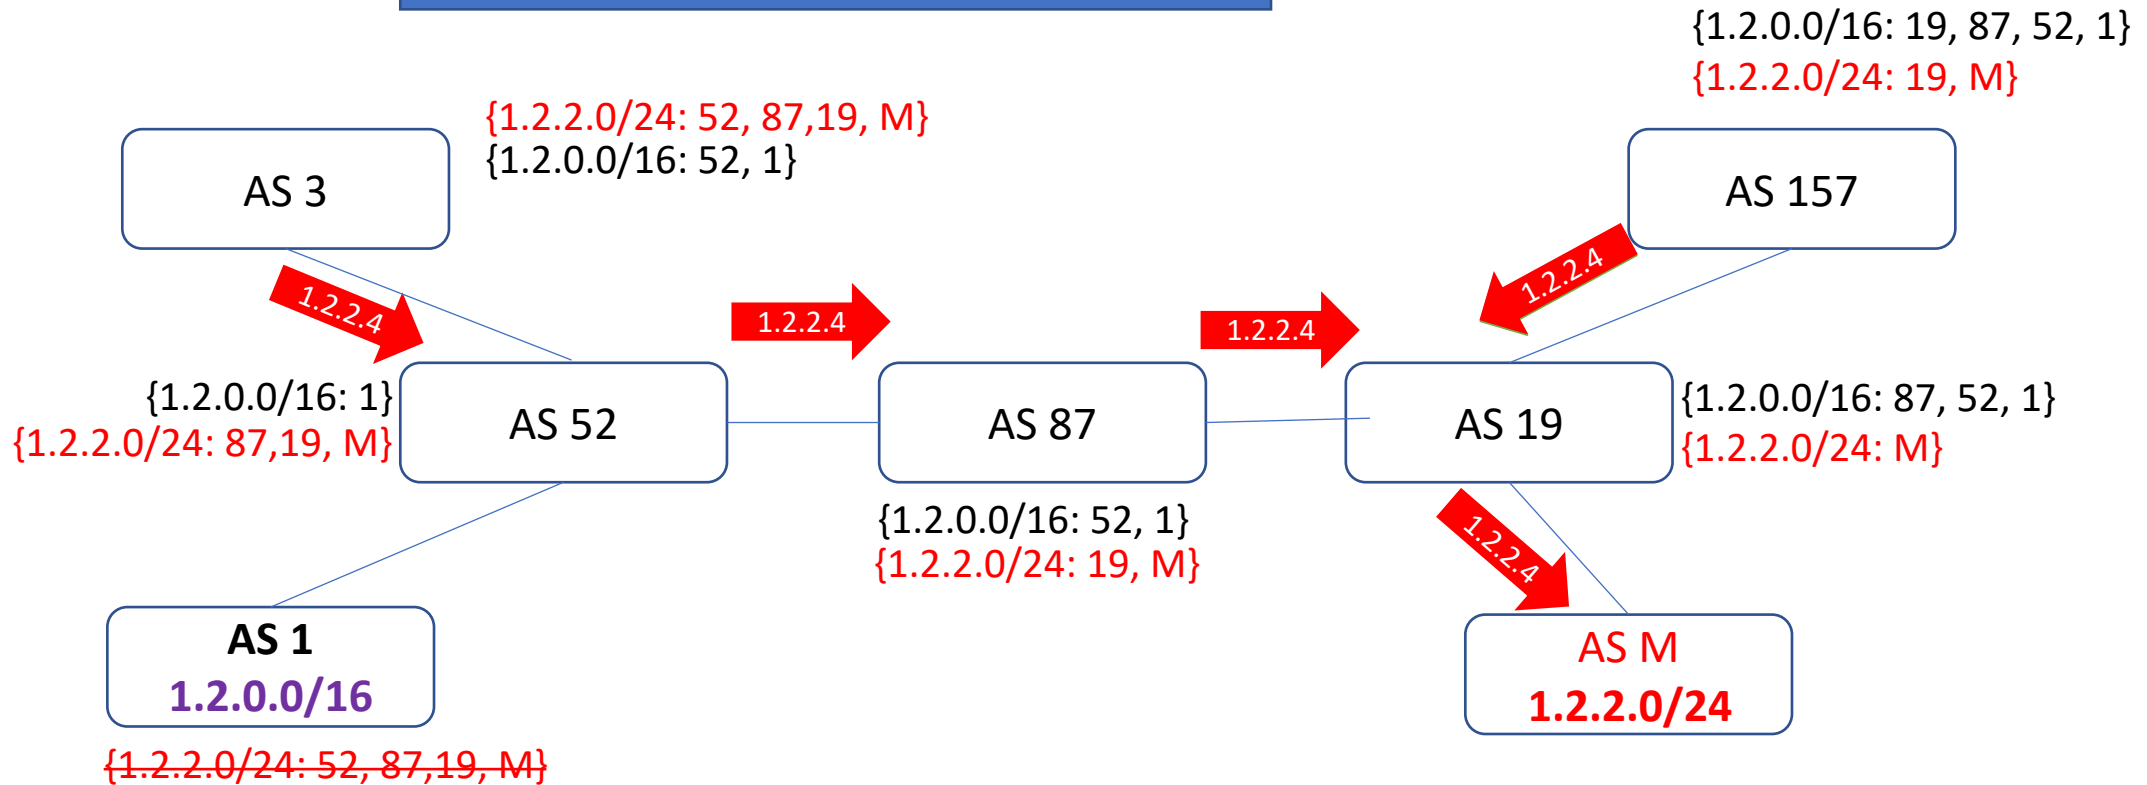 {1.2.0.0/16: 19, 87, 52, 1}
{1.2.2.0/24: 19, M}
{1.2.2.0/24: 52, 87,19, M}
{1.2.0.0/16: 52, 1}
AS 3
AS 157
1.2.2.4
1.2.2.4
1.2.2.4
1.2.2.4
{1.2.0.0/16: 1}
{1.2.2.0/24: 87,19, M}
AS 52
AS 87
AS 19
{1.2.0.0/16: 87, 52, 1}
{1.2.2.0/24: M}
{1.2.0.0/16: 52, 1}
{1.2.2.0/24: 19, M}
1.2.2.4
AS 1
1.2.0.0/16
AS M
1.2.2.0/24
{1.2.2.0/24: 52, 87,19, M}